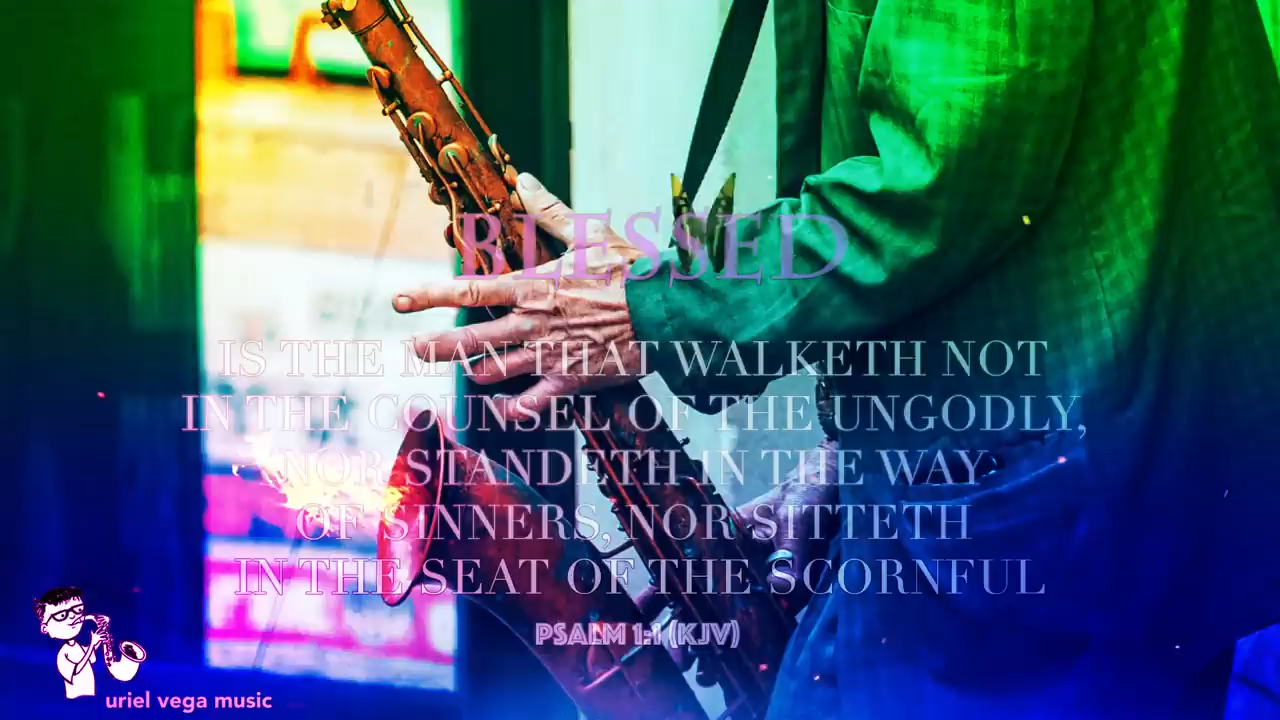 BLESSED
IS THE MAN THAT WALKETH NOT
IN THE COUNSEL OF THE UNGODLY,
NOR STANDETH IN THE WAY
OF SINNERS, NOR SITTETH
IN THE SEAT OF THE SCORNFUL
PSALM 1:1 (KJV)
uriel vega music